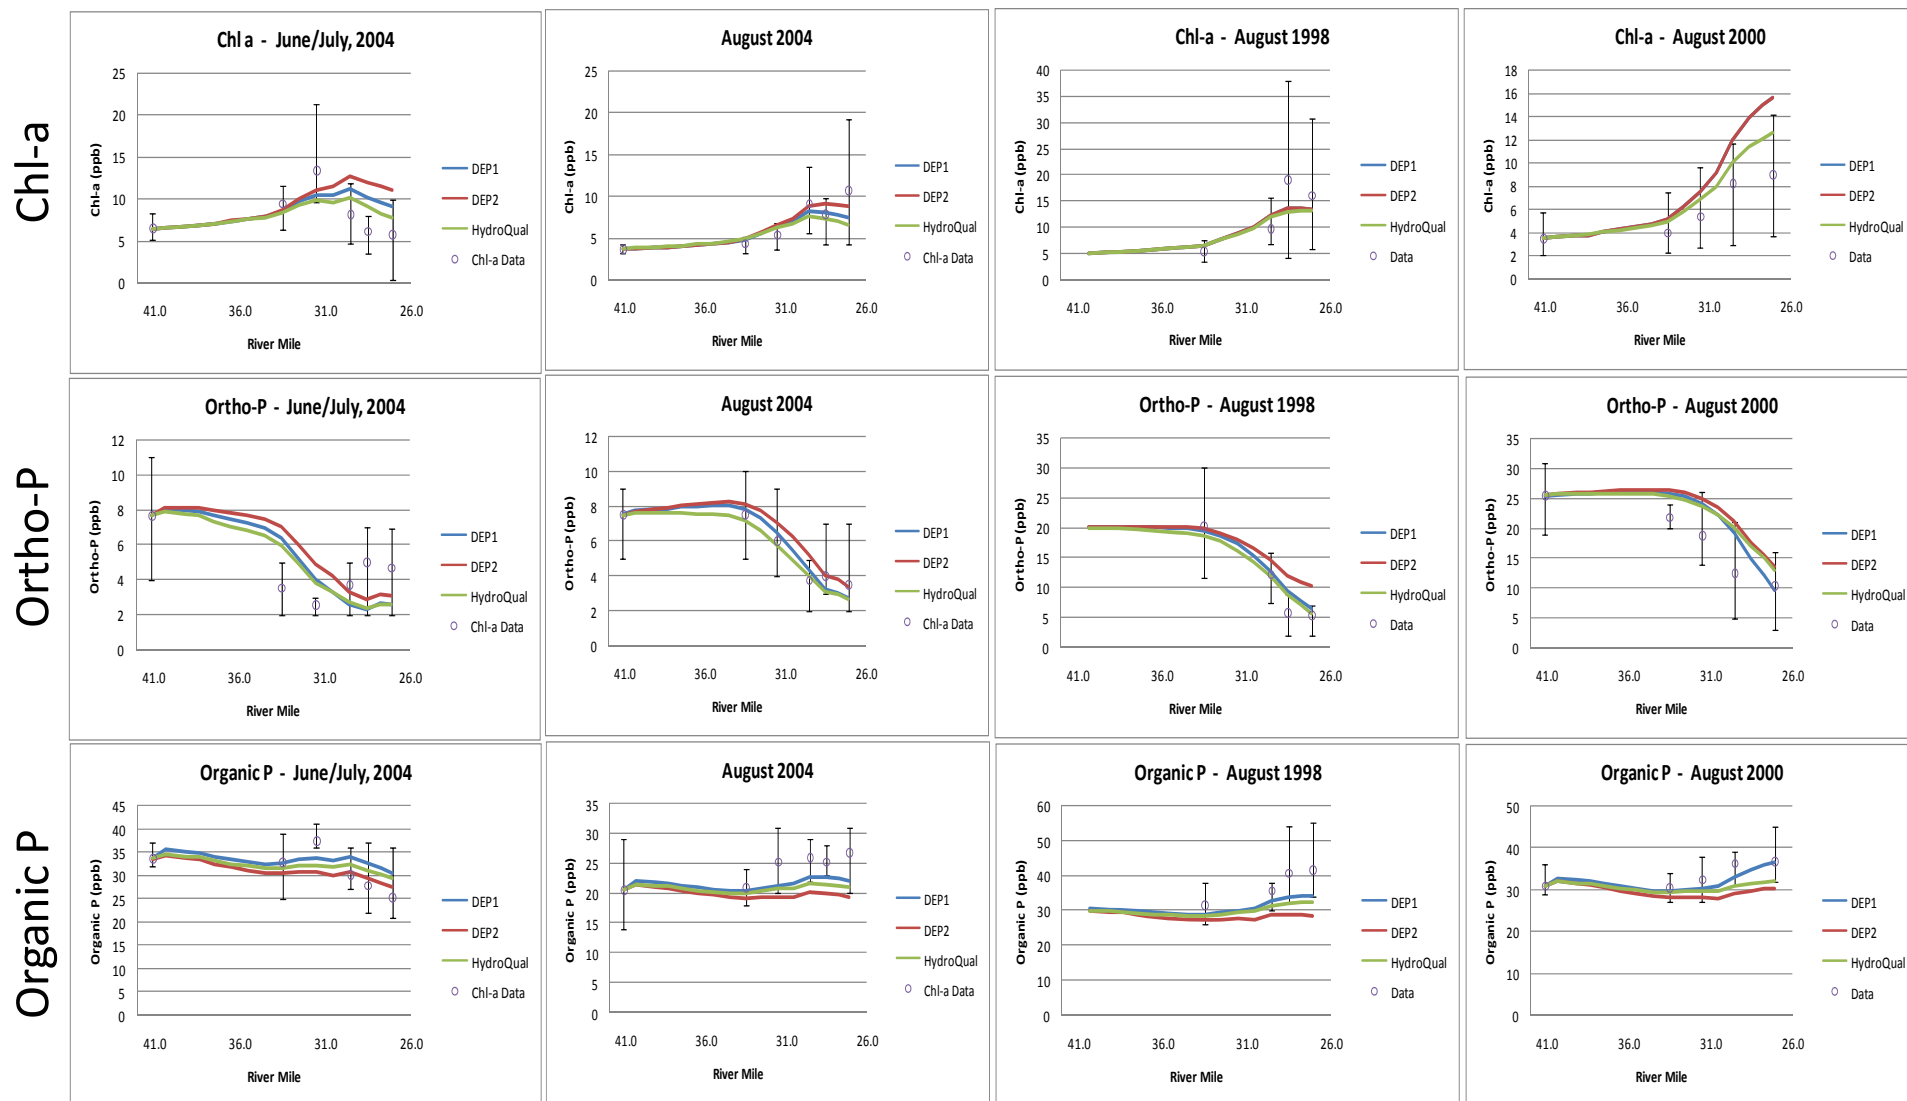 Chl-a
Chl a - June/July, 2004
25
20
15
10
5
0
Chl-a (ppb)
41.0 36.0 31.0 26.0
River Mile
DEP1
DEP2
HydroQual
Chl-a Data
August 2004
25
20
15
10
5
0
Chl-a (ppb)
41.0 36.0 31.0 26.0
River Mile
DEP1
DEP2
HydroQual
Chl-a Data
Chl-a - August 1998
40
35
30
25
20
15
10
5
0
Chl-a (ppb)
41.0 36.0 31.0 26.0
River Mile
DEP1
DEP2
HydroQual
Data
Chl-a - August 2000
18
16
14
12
10
8
6
4
2
0
Chl-a (ppb)
41.0 36.0 31.0 26.0
River Mile
DEP1
DEP2
HydroQual
Data
Ortho-P
Ortho-P - June/July, 2004
12
10
8
6
4
2
0
Ortho-P (ppb)
41.0 36.0 31.0 26.0
River Mile
DEP1
DEP2
HydroQual
Chl-a Data
August 2004
12
10
8
6
4
2
0
Ortho-P (ppb)
41.0 36.0 31.0 26.0
River Mile
DEP1
DEP2
HydroQual
Chl-a Data
Ortho-P - August 1998
35
30
25
20
15
10
5
0
Ortho-P (ppb)
41.0 36.0 31.0 26.0
River Mile
DEP1
DEP2
HydroQual
Data
Ortho-P - August 2000
35
30
25
20
15
10
5
0
Ortho-P (ppb)
41.0 36.0 31.0 26.0
River Mile
DEP1
DEP2
HydroQual
Data
Organic P
Organic P - June/July, 2004
45
40
35
30
25
20
15
10
5
0
Organic P (ppb)
41.0 36.0 31.0 26.0
River Mile
DEP1
DEP2
HydroQual
Chl-a Data
August 2004
35
30
25
20
15
10
5
0
Organic P (ppb)
41.0 36.0 31.0 26.0
River Mile
DEP1
DEP2
HydroQual
Chl-a Data
Organic P - August 1998
60
50
40
30
20
10
0
Organic P (ppb)
41.0 36.0 31.0 26.0
River Mile
DEP1
DEP2
HydroQual
Data
Organic P - August 2000
50
40
30
20
10
0
Organic P (ppb)
41.0 36.0 31.0 26.0
River Mile
DEP1
DEP2
HydroQual
Data